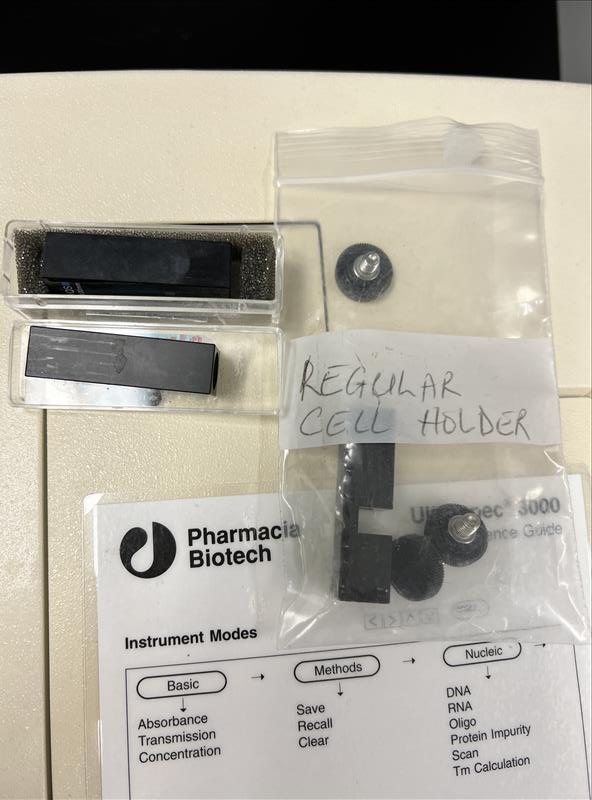 REGULAR
CELL HOLDER
Pharmacia
Biotech
Ultrospec® 3000
Reference Guide
Instrument Modes
Basic
Absorbance
Transmission
Concentration
Methods
Save
Recall
Clear
Nucleic
DNA
RNA
Oligo
Protein Impurity
Scan
Tm Calculation